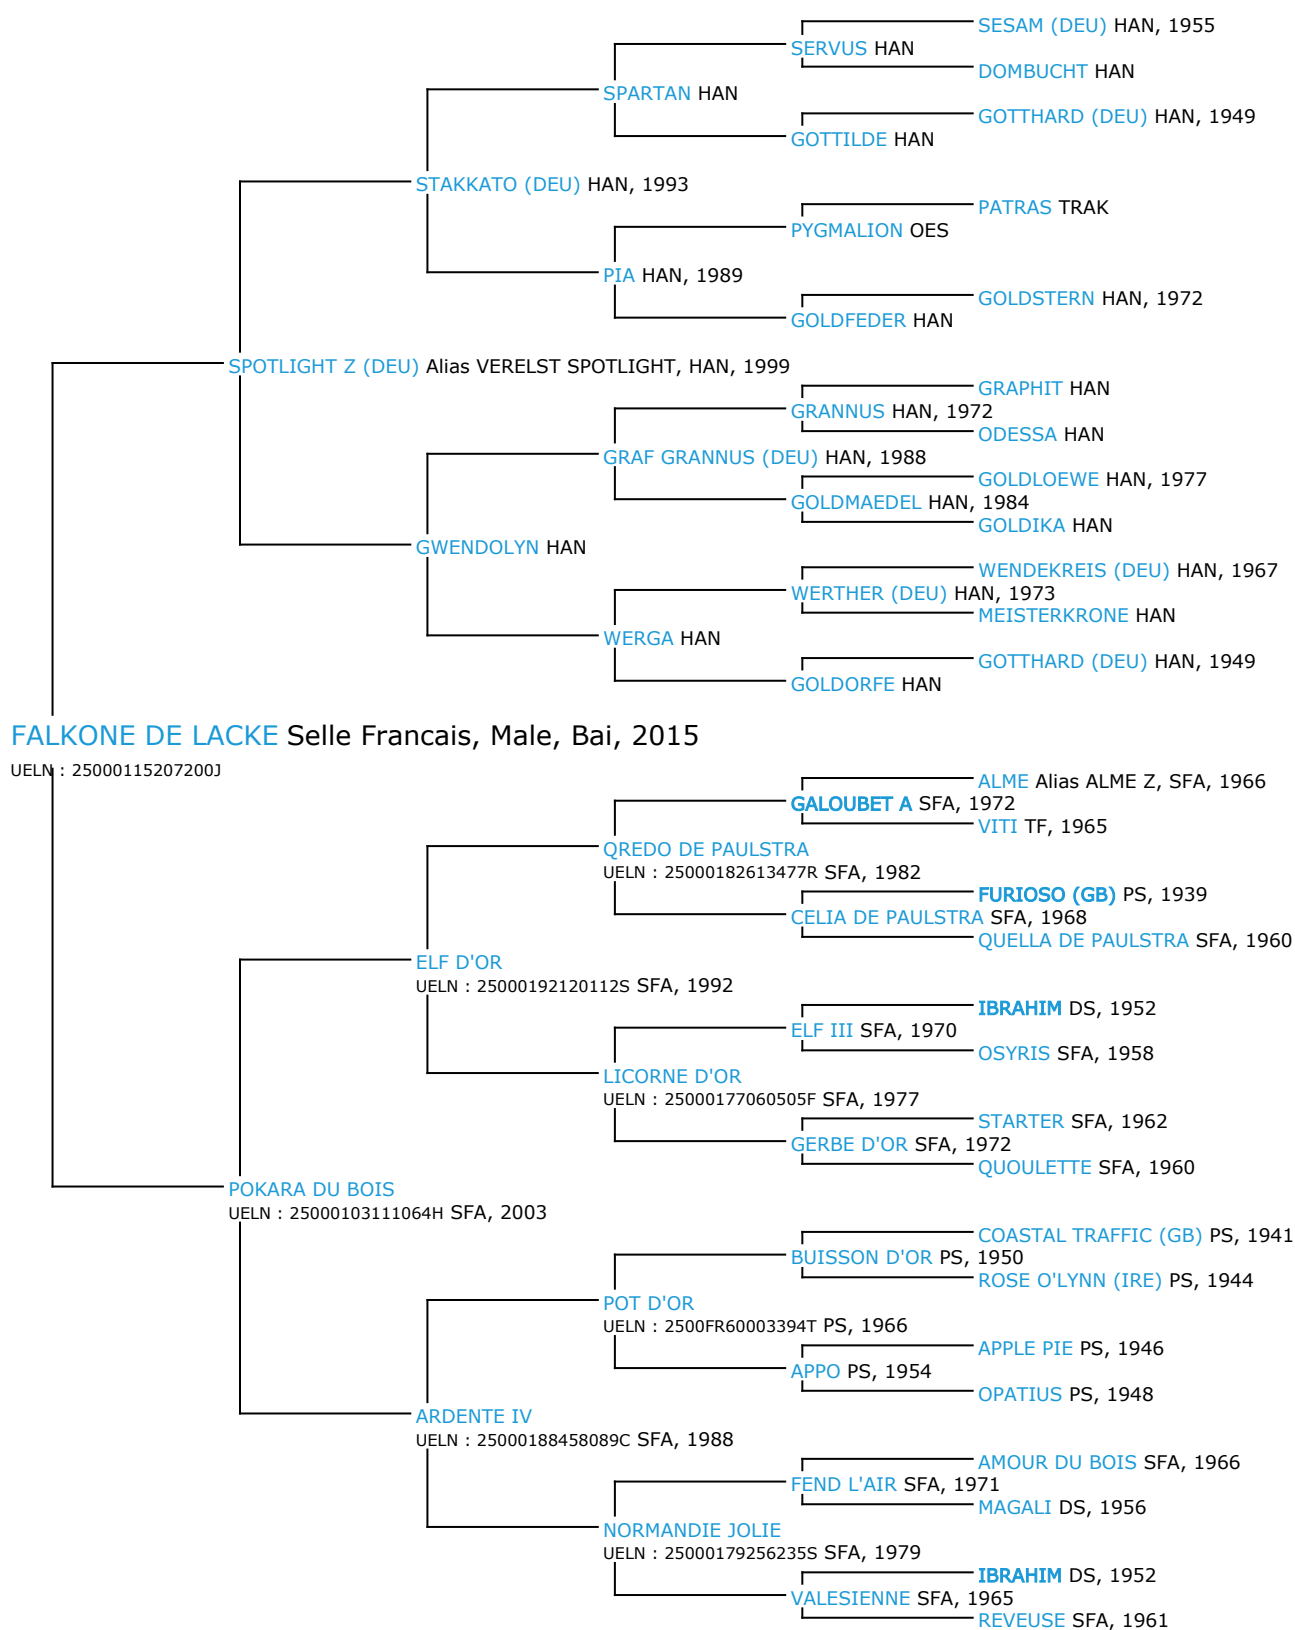 SESAM (DEU) HAN, 1955
SERVUS HAN
DOMBUCHT HAN
SPARTAN HAN
GOTTHARD (DEU) HAN, 1949
GOTTILDE HAN
STAKKATO (DEU) HAN, 1993
PATRAS TRAK
PYGMALION OES
PIA HAN, 1989
GOLDSTERN HAN, 1972
GOLDFEDER HAN
SPOTLIGHT Z (DEU) Alias VERELST SPOTLIGHT, HAN, 1999
GRAPHIT HAN
GRANNUS HAN, 1972
ODESSA HAN
GRAF GRANNUS (DEU) HAN, 1988
GOLDLOEWE HAN, 1977
GOLDMAEDEL HAN, 1984
GOLDIKA HAN
GWENDOLYN HAN
WENDEKREIS (DEU) HAN, 1967
WERTHER (DEU) HAN, 1973
MEISTERKRONE HAN
WERGA HAN
GOTTHARD (DEU) HAN, 1949
GOLDORFE HAN
FALKONE DE LACKE Selle Francais, Male, Bai, 2015
UELN : 25000115207200J
ALME Alias ALME Z, SFA, 1966
GALOUBET A SFA, 1972
VITI TF, 1965
QREDO DE PAULSTRA
UELN : 25000182613477R SFA, 1982
FURIOSO (GB) PS, 1939
CELIA DE PAULSTRA SFA, 1968
QUELLA DE PAULSTRA SFA, 1960
ELF D'OR
UELN : 25000192120112S SFA, 1992
IBRAHIM DS, 1952
ELF III SFA, 1970
OSYRIS SFA, 1958
LICORNE D'OR
UELN : 25000177060505F SFA, 1977
STARTER SFA, 1962
GERBE D'OR SFA, 1972
QUOULETTE SFA, 1960
POKARA DU BOIS
UELN : 25000103111064H SFA, 2003
COASTAL TRAFFIC (GB) PS, 1941
BUISSON D'OR PS, 1950
ROSE O'LYNN (IRE) PS, 1944
POT D'OR
UELN : 2500FR60003394T PS, 1966
APPLE PIE PS, 1946
APPO PS, 1954
OPATIUS PS, 1948
ARDENTE IV
UELN : 25000188458089C SFA, 1988
AMOUR DU BOIS SFA, 1966
FEND L'AIR SFA, 1971
MAGALI DS, 1956
NORMANDIE JOLIE
UELN : 25000179256235S SFA, 1979
IBRAHIM DS, 1952
VALESIENNE SFA, 1965
REVEUSE SFA, 1961